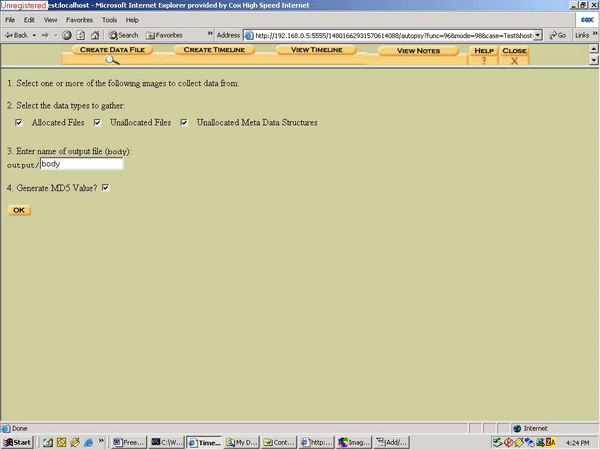 Unregistered est:localhost - Microsoft Internet Explorer provided by Cox High Speed Internet
File Edit View Favorites Tools Help
COX
Back Search Favorites » Address http://192.168.0.5:5555/14801662931570614088/autopsy?func=96&mode=98&case=Test&host Go Links »
CREATE DATA FILE CREATE TIMELINE VIEW TIMELINE VIEW NOTES HELP CLOSE
? X
1. Select one or more of the following images to collect data from:
2. Select the data types to gather:
Allocated Files Unallocated Files Unallocated Meta Data Structures
3. Enter name of output file (body):
output/body
4. Generate MD5 Value?
OK
Done Internet
Start » Free... C:\W... Time... My D... Cont... http:... Imag... Add/... 4:24 PM